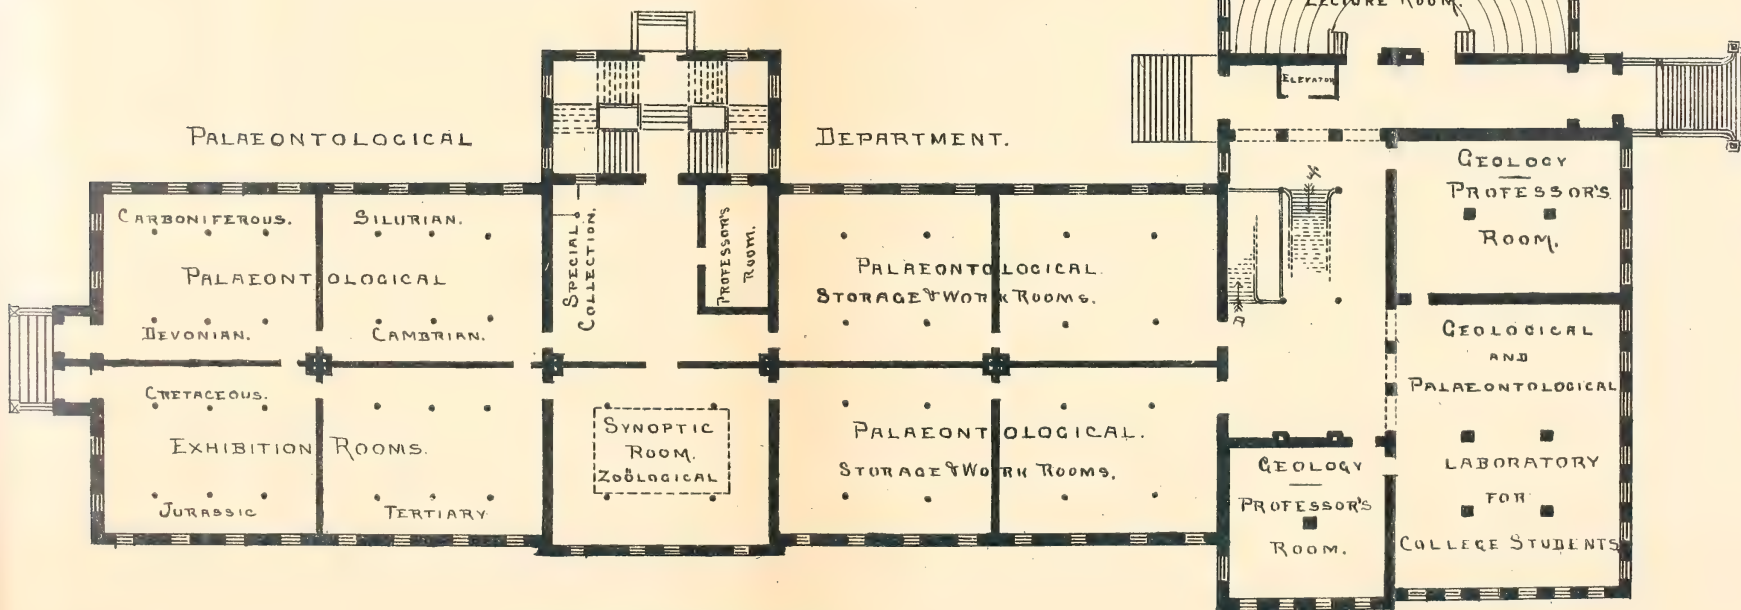 LECTURE ROOM.
ELEVATOR
PALAEONTOLOGICAL DEPARTMENT.
CARBONIFEROUS.
SILURIAN.
PALAEONTOLOGICAL
DEVONIAN.
CAMBRIAN.
CRETACEOUS.
EXHIBITION ROOMS.
JURASSIC
TERTIARY
SPECIAL
COLLECTION.
PROFESSOR'S
ROOM.
SYNOPTIC
ROOM.
ZOÖLOGICAL
PALAEONTOLOGICAL.
STORAGE & WORK ROOMS.
PALAEONTOLOGICAL.
STORAGE & WORK ROOMS.
GEOLOGY
PROFESSOR'S
ROOM.
GEOLOGY
PROFESSOR'S
ROOM.
GEOLOGICAL
AND
PALAEONTOLOGICAL
LABORATORY
FOR
COLLEGE STUDENTS